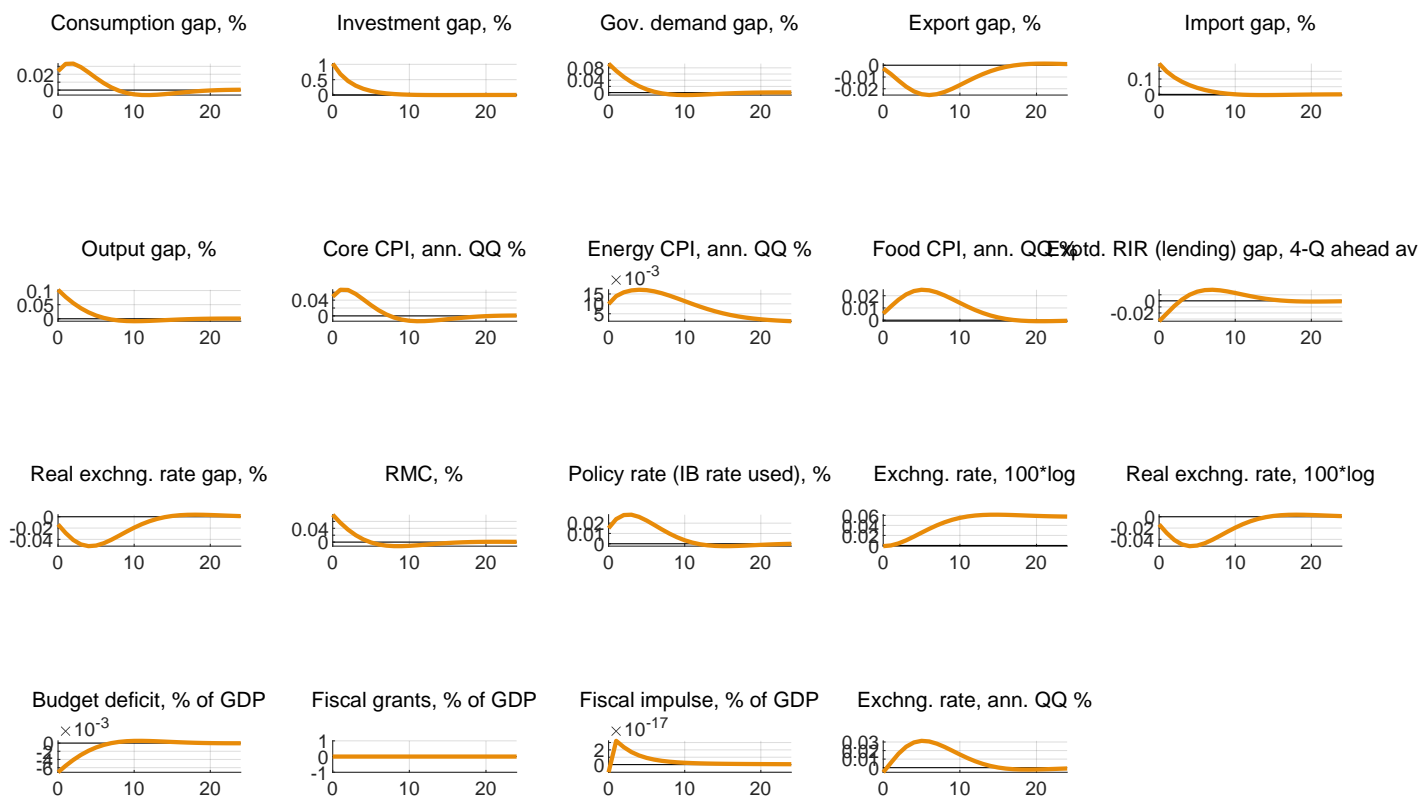 Consumption gap, %
Investment gap, %
Gov. demand gap, %
Export gap, %
Import gap, %
0.02
0
0 10 20
1
0.5
0
0 10 20
0.08
0.04
0
0 10 20
0
-0.01
-0.02
0 10 20
0.1
0
0 10 20
Output gap, %
Core CPI, ann. QQ %
Energy CPI, ann. QQ %
Food CPI, ann. QQ %
Exptd. RIR (lending) gap, 4-Q ahead av
0.1
0.05
0
0 10 20
0.04
0
0 10 20
×10-3
15
10
5
0 10 20
0.02
0.01
0
0 10 20
0
-0.02
0 10 20
Real exchng. rate gap, %
RMC, %
Policy rate (IB rate used), %
Exchng. rate, 100*log
Real exchng. rate, 100*log
0
-0.02
-0.04
0 10 20
0.04
0
0 10 20
0.02
0.01
0
0 10 20
0.06
0.04
0.02
0
0 10 20
0
-0.02
-0.04
0 10 20
Budget deficit, % of GDP
Fiscal grants, % of GDP
Fiscal impulse, % of GDP
Exchng. rate, ann. QQ %
×10-3
0
-2
-4
-6
0 10 20
1
0
-1
0 10 20
×10-17
2
0
0 10 20
0.03
0.02
0.01
0
0 10 20